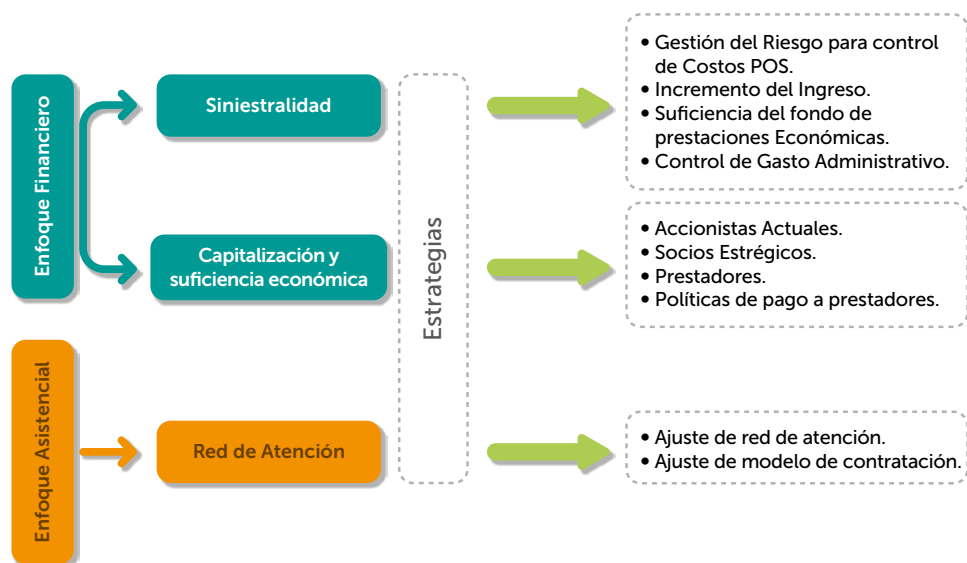 Enfoque Financiero
Siniestralidad
Capitalización y
suficiencia económica
Enfoque Asistencial
Red de Atención
Estrategias
• Gestión del Riesgo para control
de Costos POS.
• Incremento del Ingreso.
• Suficiencia del fondo de
prestaciones Económicas.
• Control de Gasto Administrativo.
• Accionistas Actuales.
• Socios Estrégicos.
• Prestadores.
• Políticas de pago a prestadores.
• Ajuste de red de atención.
• Ajuste de modelo de contratación.